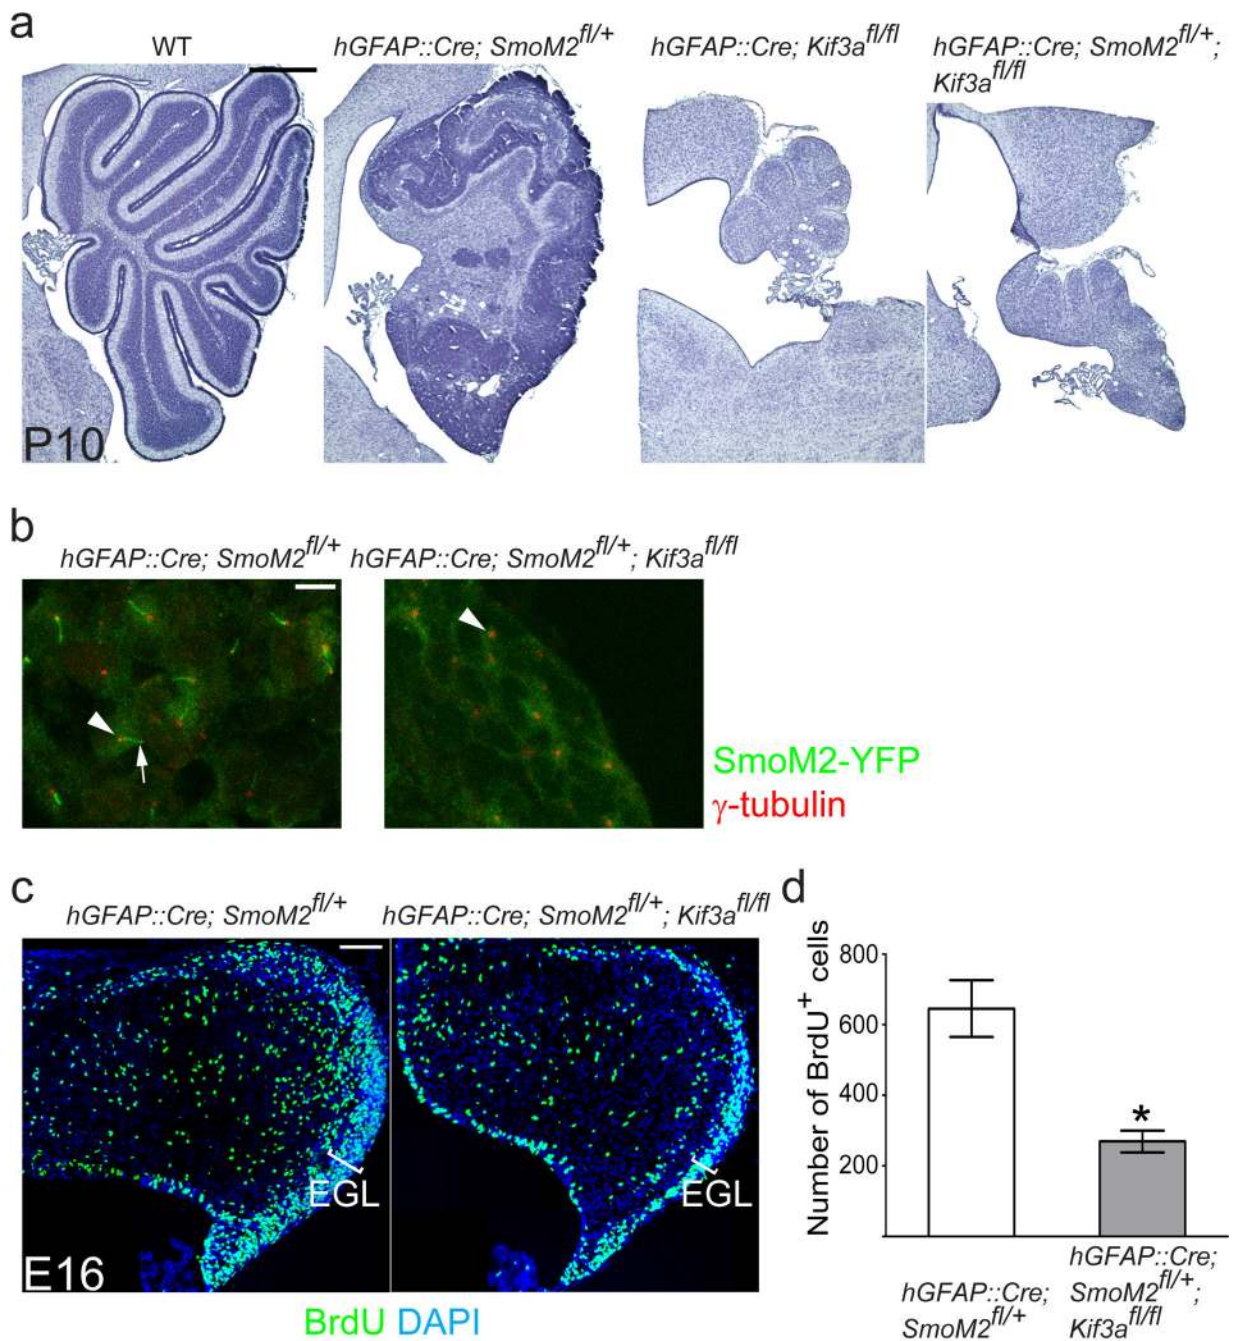 a
WT
hGFAP::Cre; SmoM2fl/+
hGFAP::Cre; Kif3afl/fl
hGFAP::Cre; SmoM2fl/+;
Kif3afl/fl
P10
b
hGFAP::Cre; SmoM2fl/+
hGFAP::Cre; SmoM2fl/+; Kif3afl/fl
SmoM2-YFP
γ-tubulin
c
hGFAP::Cre; SmoM2fl/+
hGFAP::Cre; SmoM2fl/+; Kif3afl/fl
EGL
EGL
E16
BrdU DAPI
d
Number of BrdU+ cells
800
600
400
200
*
hGFAP::Cre;
SmoM2fl/+
hGFAP::Cre;
SmoM2fl/+;
Kif3afl/fl